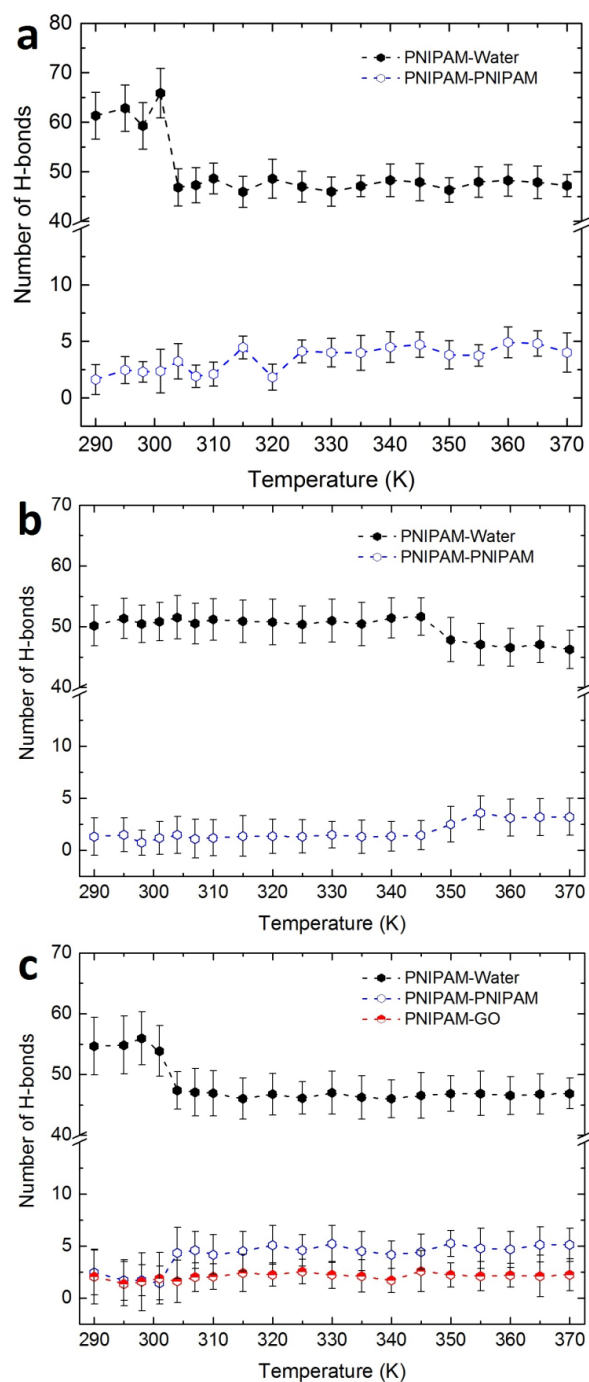 a
80
70
60
50
40
10
5
0
Number of H-bonds
PNIPAM-Water
PNIPAM-PNIPAM
290 300 310 320 330 340 350 360 370
Temperature (K)
b
70
60
50
40
10
5
0
Number of H-bonds
PNIPAM-Water
PNIPAM-PNIPAM
290 300 310 320 330 340 350 360 370
Temperature (K)
c
70
60
50
40
10
5
0
Number of H-bonds
PNIPAM-Water
PNIPAM-PNIPAM
PNIPAM-GO
290 300 310 320 330 340 350 360 370
Temperature (K)